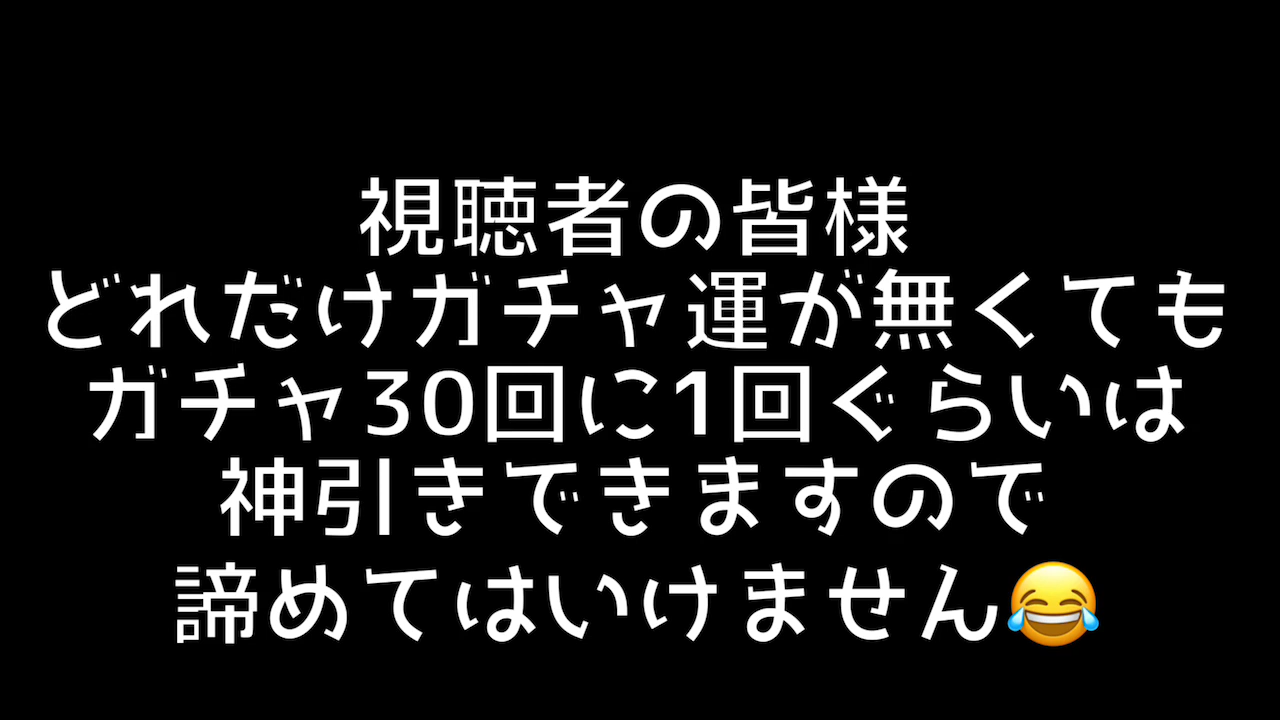 視聴者の皆様
どれだけガチャ運が無くても
ガチャ30回に1回ぐらいは
神引きできますので
諦めてはいけません😂